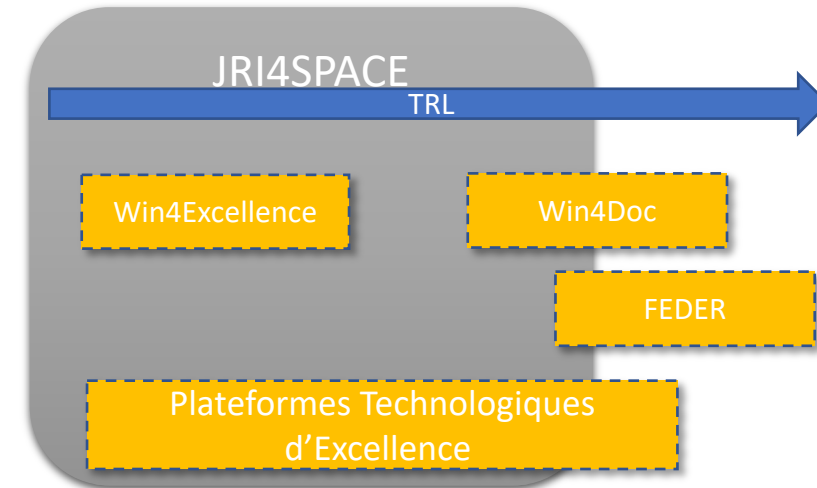 JRI4SPACE
TRL
Win4Excellence
Win4Doc
FEDER
Plateformes Technologiques
d’Excellence